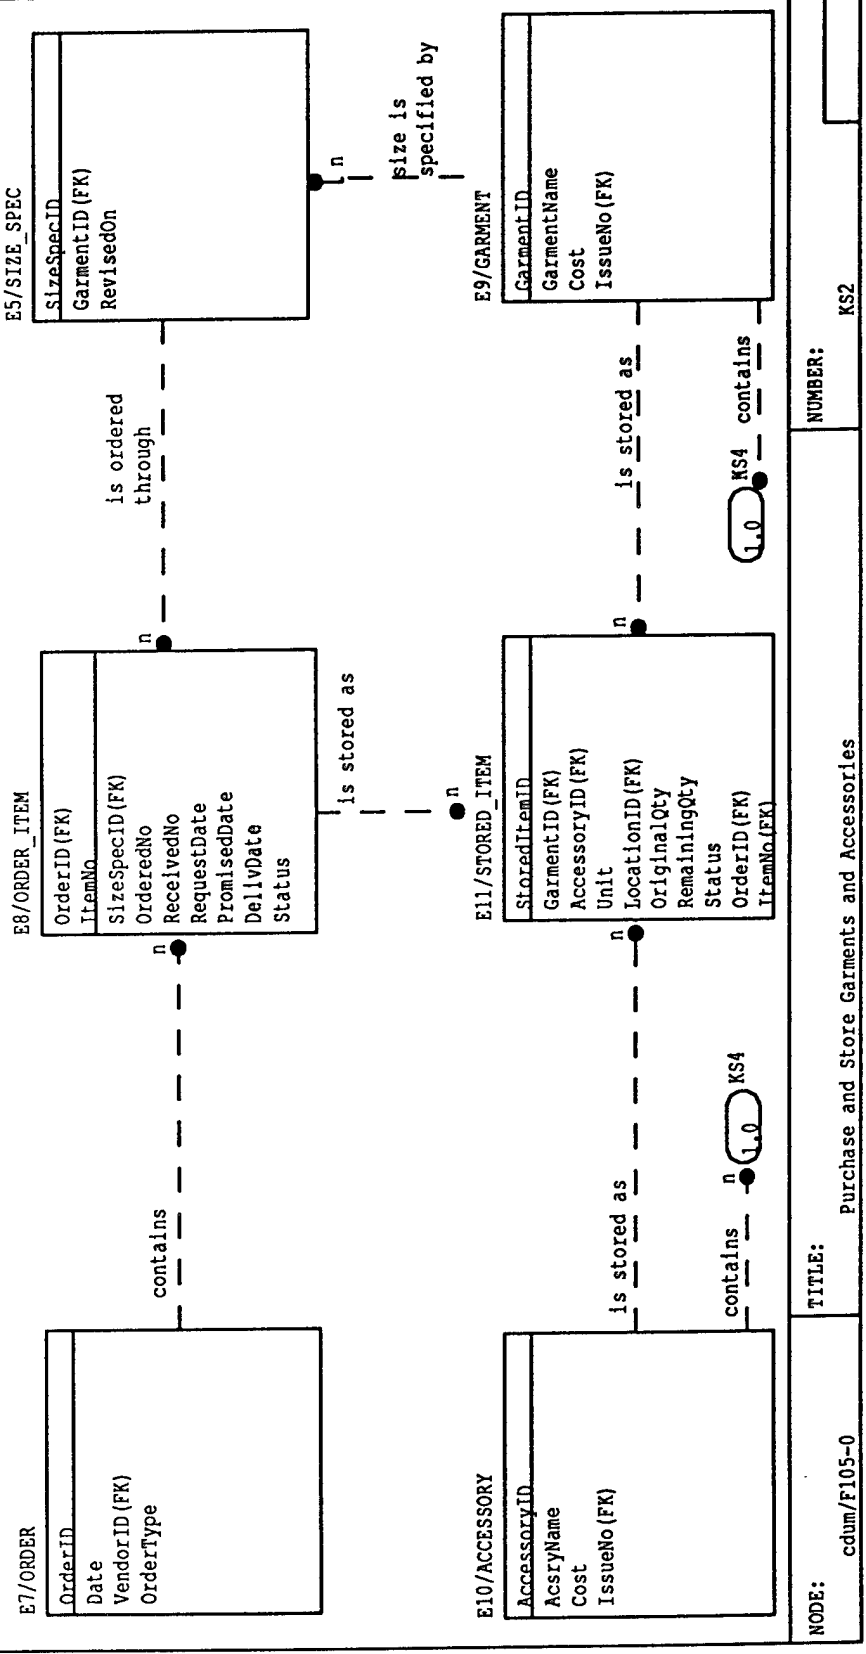 E7/ORDER
OrderID
Date
VendorID(FK)
OrderType
contains
n
E8/ORDER_ITEM
OrderID(FK)
ItemNo
SizeSpecID(FK)
OrderedNo
ReceivedNo
RequestDate
PromisedDate
DelivDate
Status
n
is ordered
through
E5/SIZE_SPEC
SizeSpecID
GarmentID(FK)
RevisedOn
is stored as
n
n
size is
specified by
E10/ACCESSORY
AccessoryID
AcsryName
Cost
IssueNo(FK)
is stored as
n
contains
n
1.0
KS4
E11/STORED_ITEM
StoredItemID
GarmentID(FK)
AccessoryID(FK)
Unit
LocationID(FK)
OriginalQty
RemainingQty
Status
OrderID(FK)
ItemNo(FK)
n
is stored as
1.0
KS4
contains
E9/GARMENT
GarmentID
GarmentName
Cost
IssueNo(FK)
NODE:
cdum/F105-0
TITLE:
Purchase and Store Garments and Accessories
NUMBER:
KS2